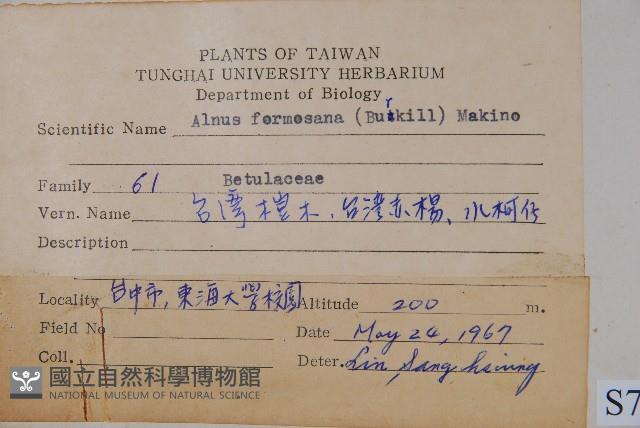 PLANTS OF TAIWAN
TUNGHAI UNIVERSITY HERBARIUM
Department of Biology
Scientific Name Alnus formosana (Burkill) Makino
Family 61 Betulaceae
Vern. Name 台灣榿木、台灣赤楊、水柯仔
Description
Locality 台中市,東海大學校園 Altitude 200 m.
Field No Date May 24, 1967
Coll. Deter. Lin, Sang hsiung
國立自然科學博物館
NATIONAL MUSEUM OF NATURAL SCIENCE
S7